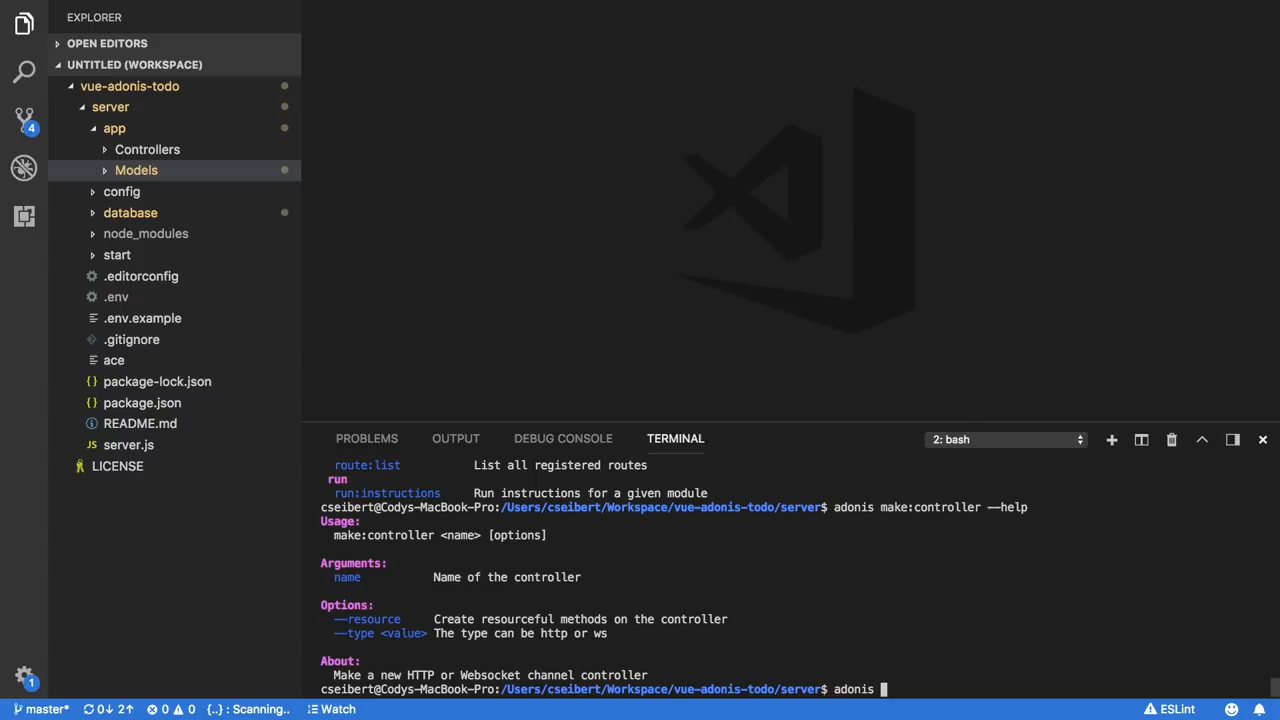 EXPLORER
OPEN EDITORS
UNTITLED (WORKSPACE)
vue-adonis-todo
server
app
Controllers
Models
config
database
node_modules
start
.editorconfig
.env
.env.example
.gitignore
ace
{} package-lock.json
{} package.json
README.md
JS server.js
LICENSE
4
1
PROBLEMS OUTPUT DEBUG CONSOLE TERMINAL 2: bash
route:list List all registered routes
run
run:instructions Run instructions for a given module
cseibert@Codys-MacBook-Pro:/Users/cseibert/Workspace/vue-adonis-todo/server$ adonis make:controller --help
Usage:
make:controller <name> [options]
Arguments:
name Name of the controller
Options:
--resource Create resourceful methods on the controller
--type <value> The type can be http or ws
About:
Make a new HTTP or Websocket channel controller
cseibert@Codys-MacBook-Pro:/Users/cseibert/Workspace/vue-adonis-todo/server$ adonis
master* 0↓ 2↑ 0 0 {..} : Scanning.. Watch ESLint